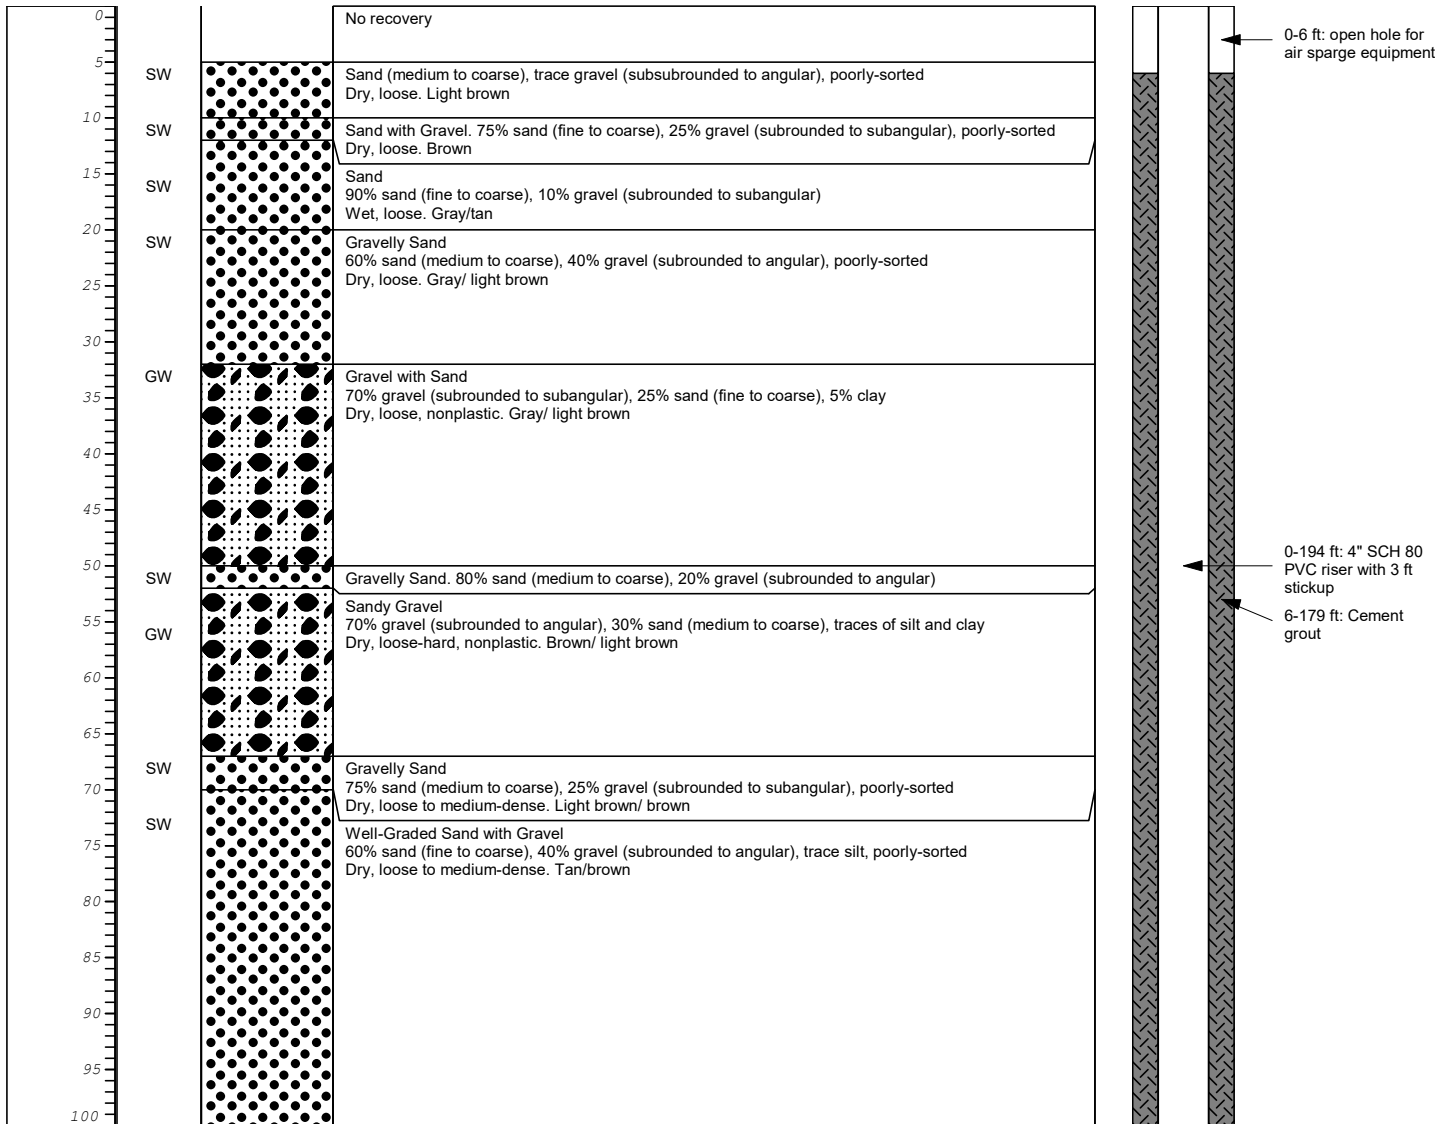 0
No recovery
0-6 ft: open hole for
air sparge equipment
5
SW
Sand (medium to coarse), trace gravel (subsubrounded to angular), poorly-sorted
Dry, loose. Light brown
10
SW
Sand with Gravel. 75% sand (fine to coarse), 25% gravel (subrounded to subangular), poorly-sorted
Dry, loose. Brown
15
SW
Sand
90% sand (fine to coarse), 10% gravel (subrounded to subangular)
Wet, loose. Gray/tan
20
SW
Gravelly Sand
60% sand (medium to coarse), 40% gravel (subrounded to angular), poorly-sorted
Dry, loose. Gray/ light brown
25
30
GW
Gravel with Sand
70% gravel (subrounded to subangular), 25% sand (fine to coarse), 5% clay
Dry, loose, nonplastic. Gray/ light brown
35
40
45
50
SW
Gravelly Sand. 80% sand (medium to coarse), 20% gravel (subrounded to angular)
0-194 ft: 4" SCH 80
PVC riser with 3 ft
stickup
55
GW
Sandy Gravel
70% gravel (subrounded to angular), 30% sand (medium to coarse), traces of silt and clay
Dry, loose-hard, nonplastic. Brown/ light brown
6-179 ft: Cement
grout
60
65
SW
Gravelly Sand
75% sand (medium to coarse), 25% gravel (subrounded to subangular), poorly-sorted
Dry, loose to medium-dense. Light brown/ brown
70
SW
Well-Graded Sand with Gravel
60% sand (fine to coarse), 40% gravel (subrounded to angular), trace silt, poorly-sorted
Dry, loose to medium-dense. Tan/brown
75
80
85
90
95
100